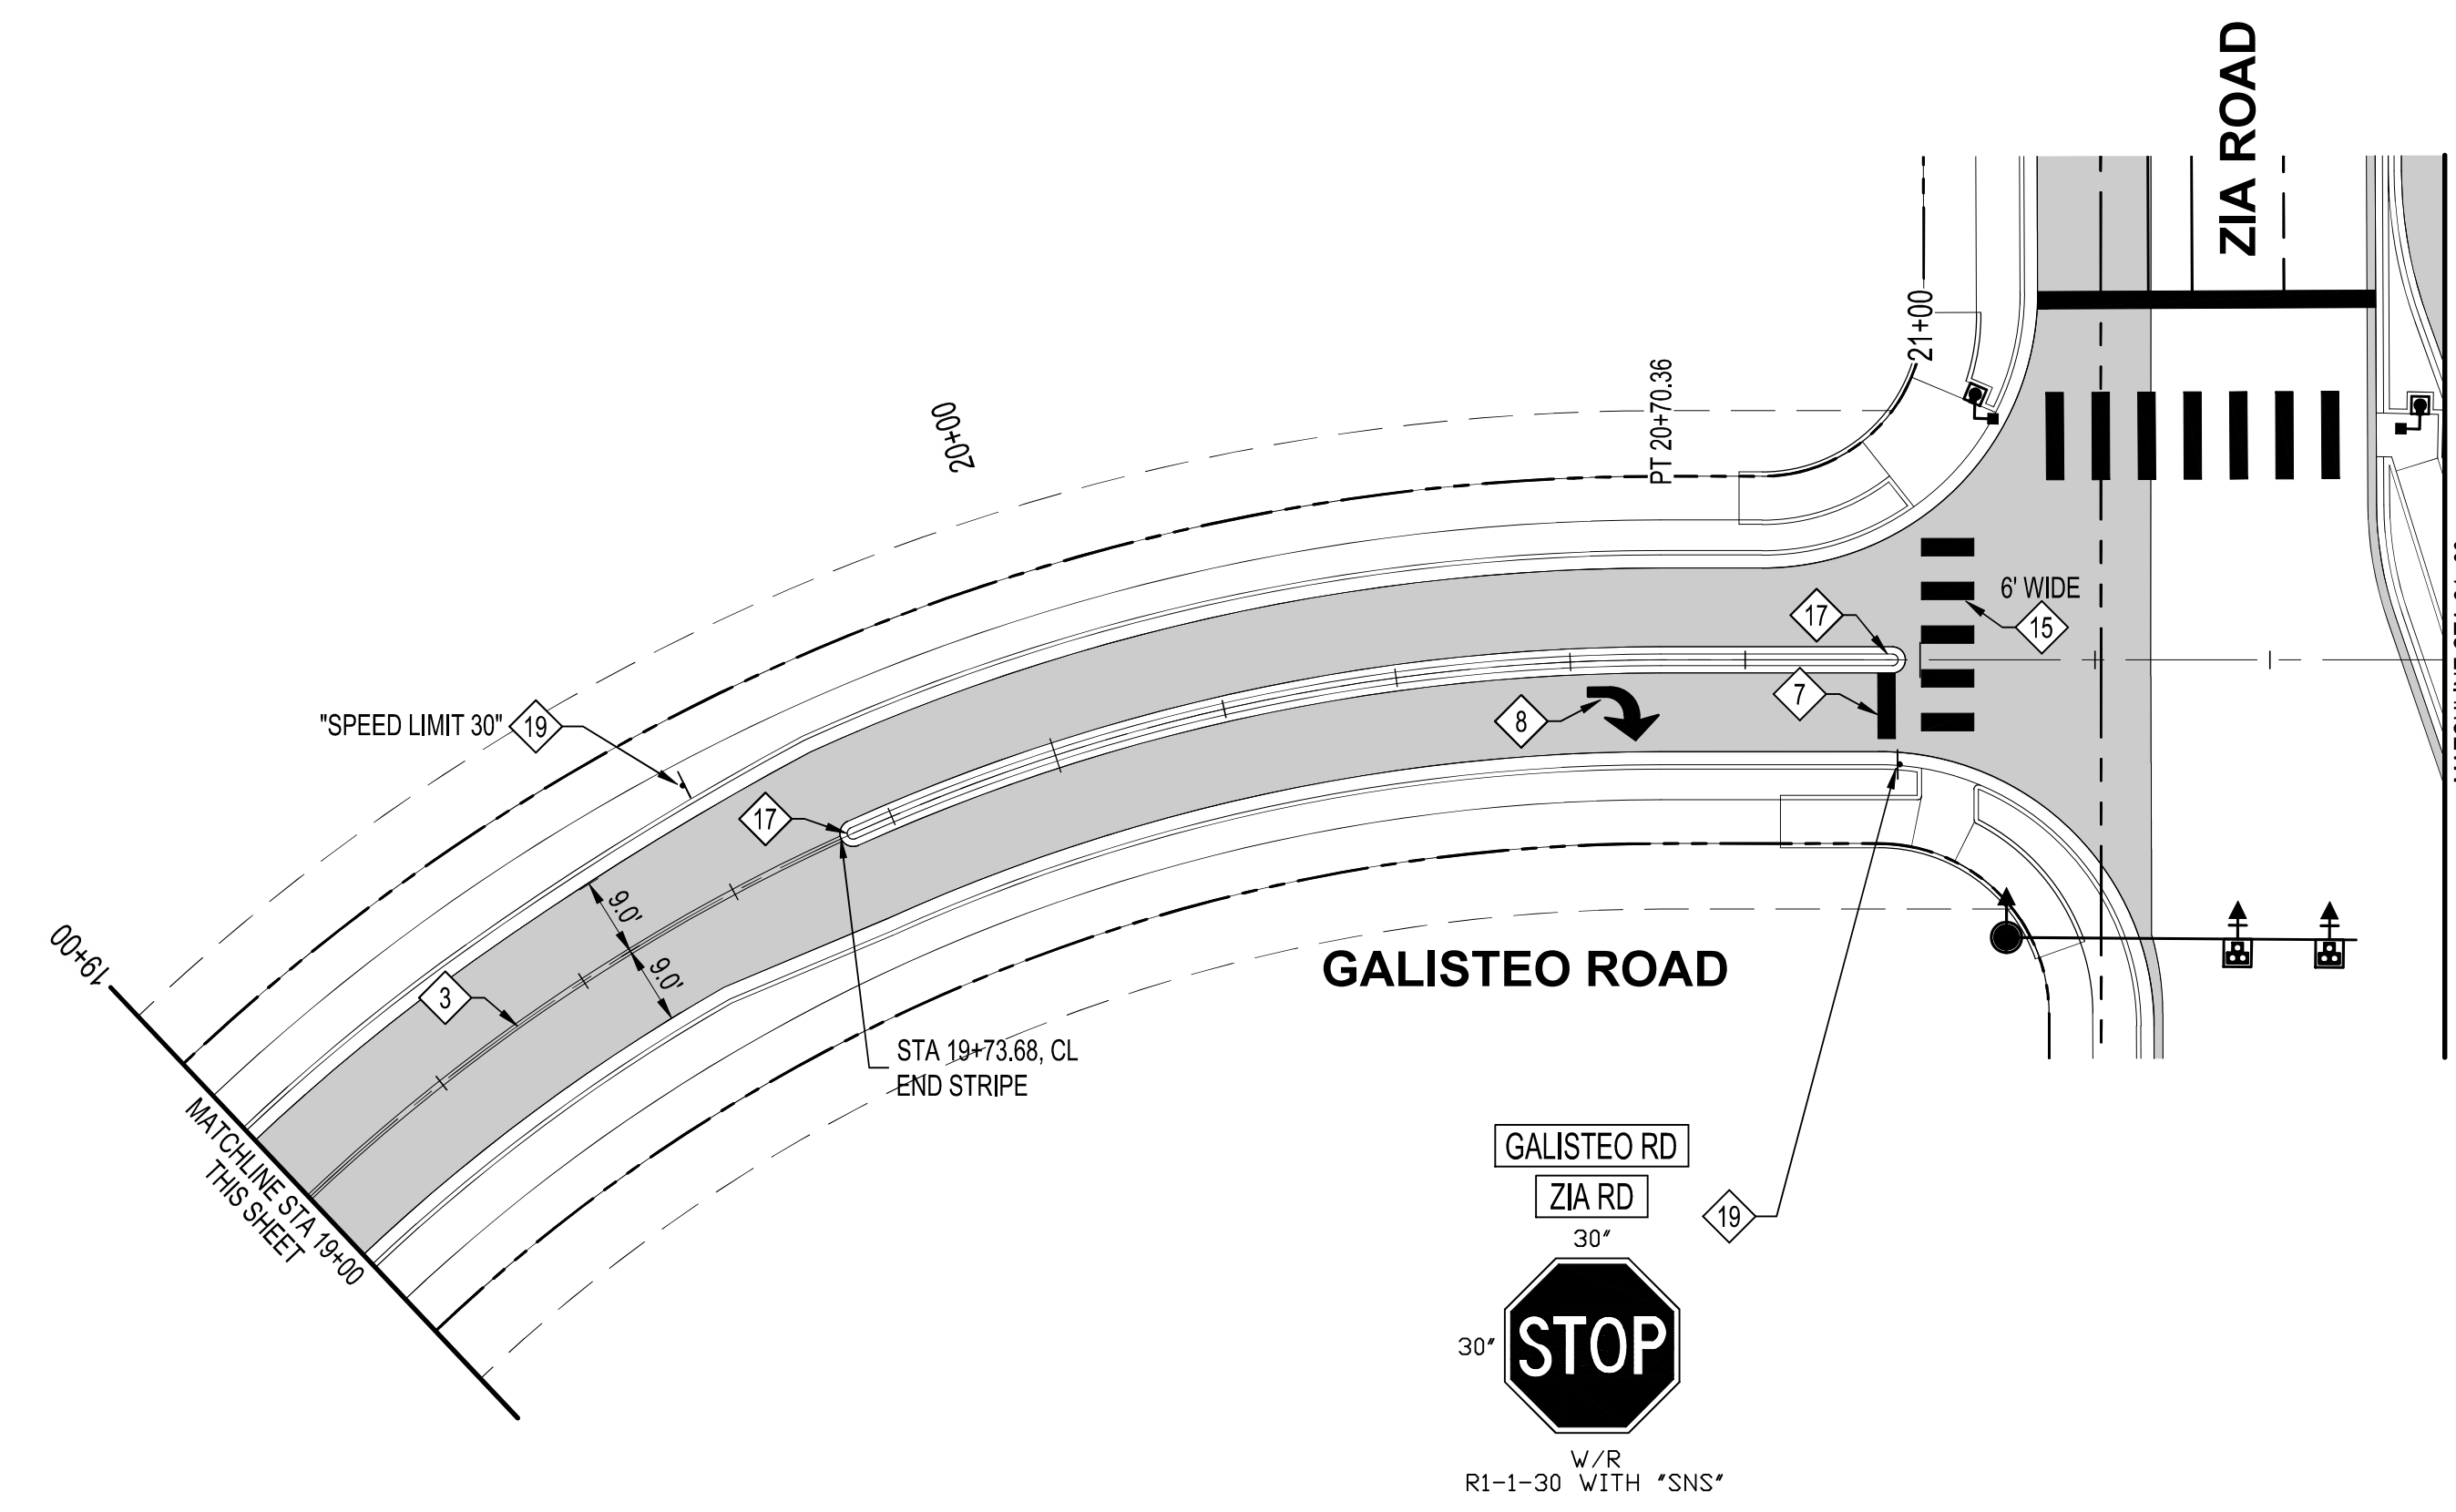 ZIA ROAD
21+00
PT 20+70.36
20+00
6' WIDE
17
15
"SPEED LIMIT 30"
19
8
7
17
9.0'
9.0'
3
19+00
GALISTEO ROAD
STA 19+73.68, CL
END STRIPE
MATCHLINE STA 19+00
THIS SHEET
GALISTEO RD
ZIA RD
19
30"
30"
STOP
W/R
R1-1-30 WITH "SNS"